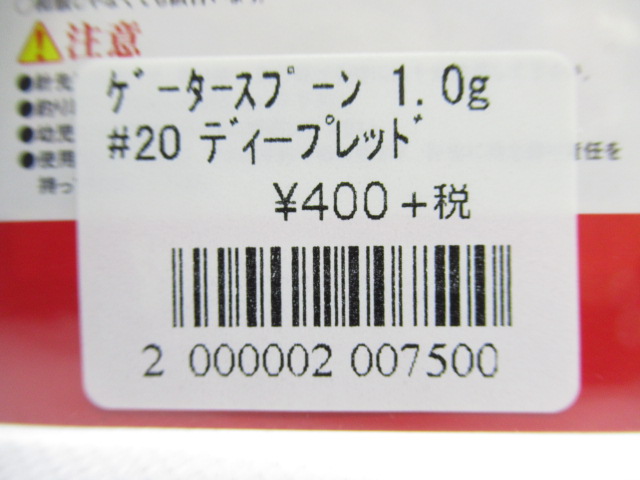 注意
ｹﾞｰﾀｰｽﾌﾟｰﾝ 1.0g
#20 ﾃﾞｨｰﾌﾟﾚｯﾄﾞ
¥400+税
2 000002 007500